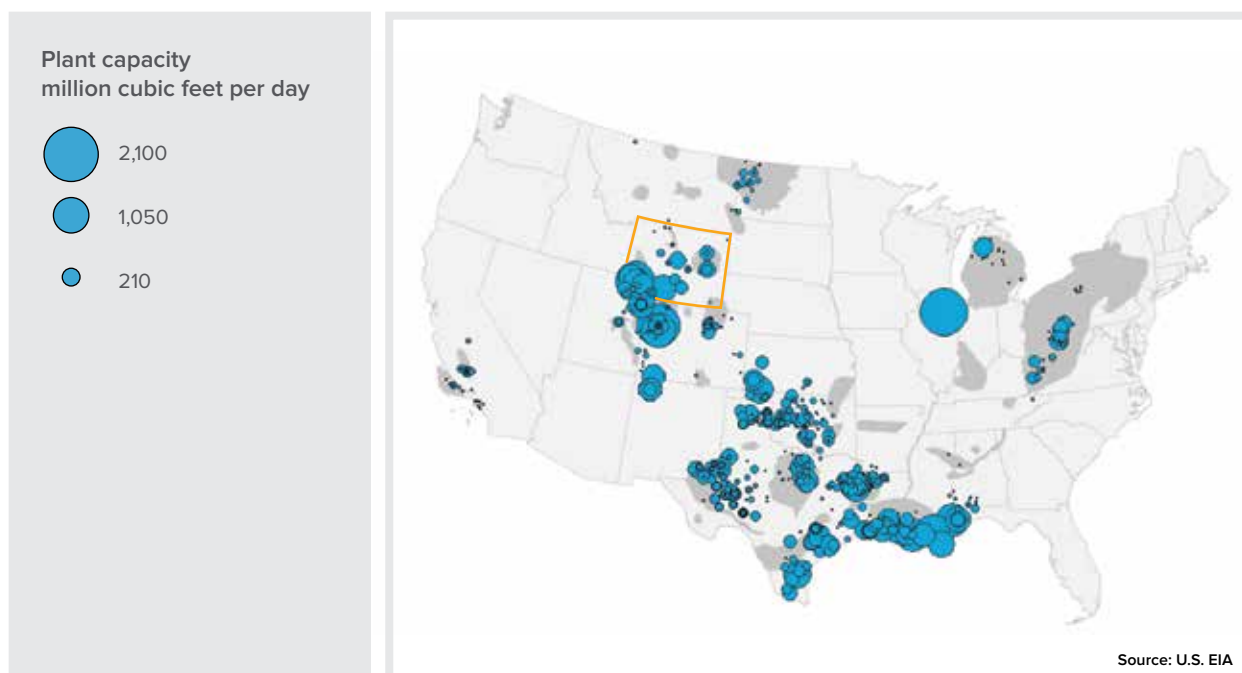 Plant capacity
million cubic feet per day
2,100
1,050
210
Source: U.S. EIA